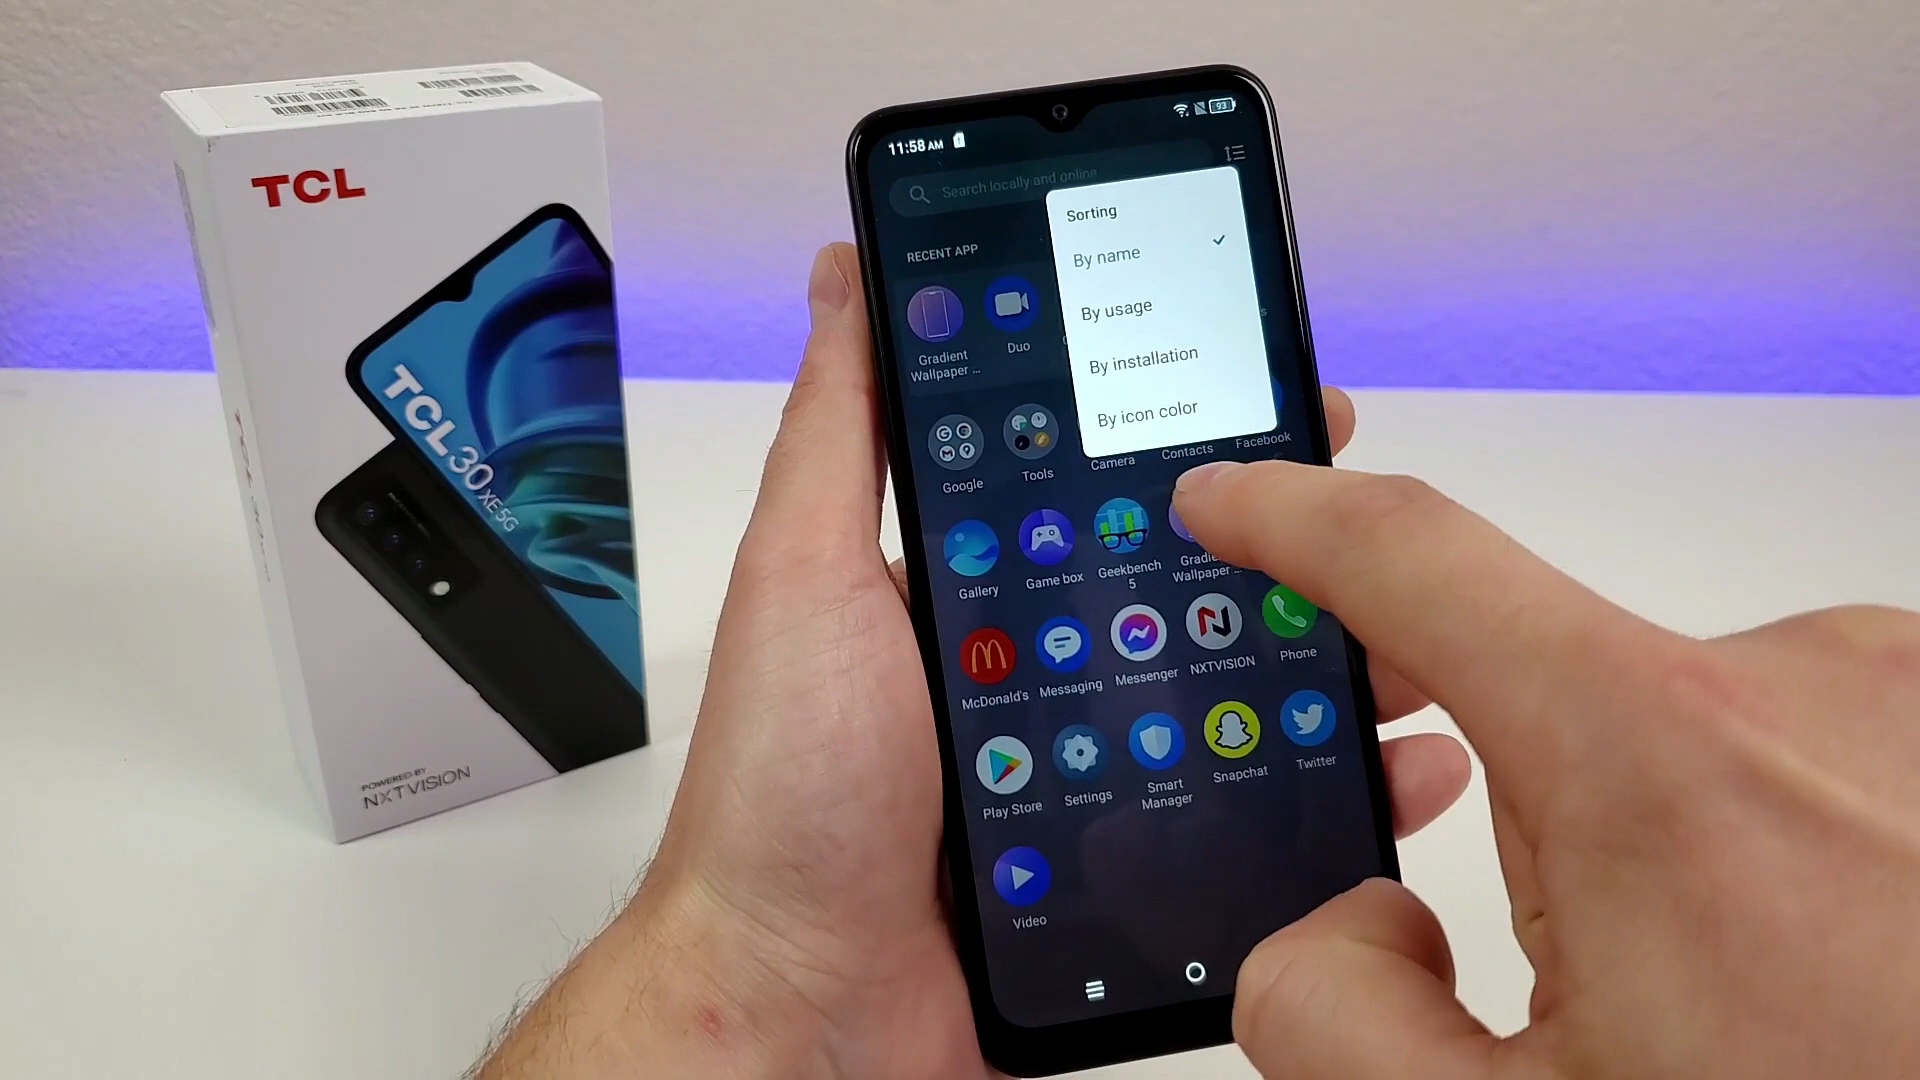 TCL
TCL 30 XE 5G
POWERED BY
NXTVISION
11:58 AM
93
Search locally and online
Sorting
By name
By usage
By installation
By icon color
RECENT APP
Gradient
Wallpaper ...
Duo
Google
Tools
Camera
Contacts
Facebook
Gallery
Game box
Geekbench
5
Wallpaper ...
McDonald's
Messaging
Messenger
NXTVISION
Phone
Play Store
Settings
Smart
Manager
Snapchat
Twitter
Video